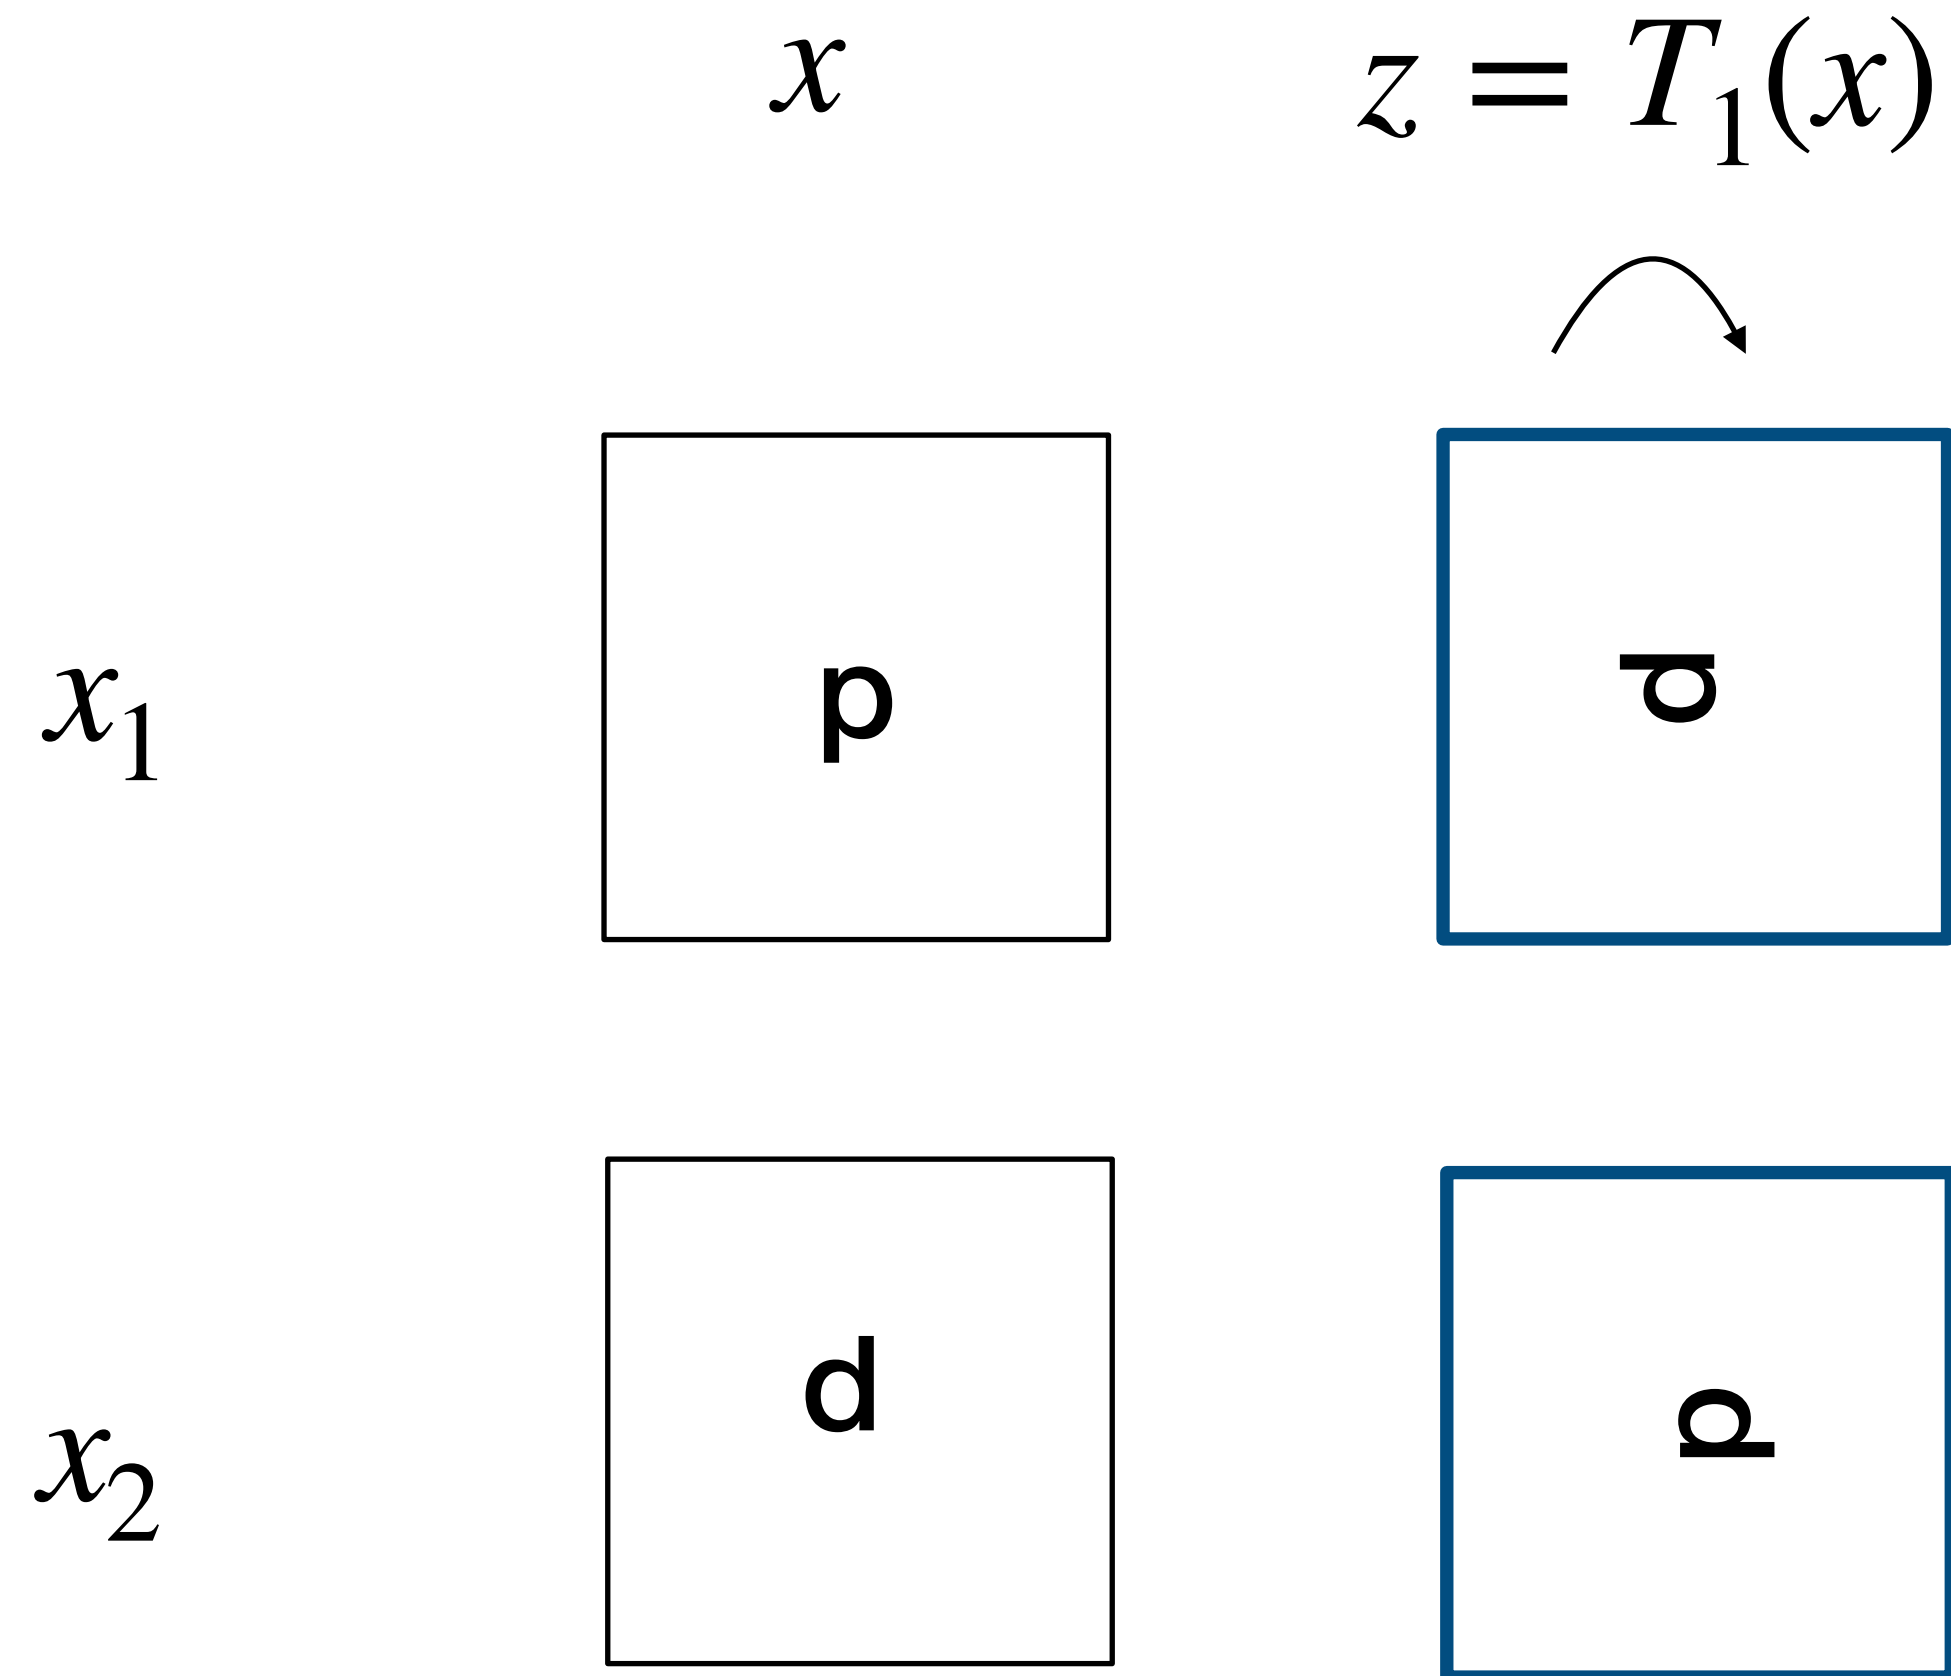 x z = T₁(x)
x₁ p p
x₂ d d